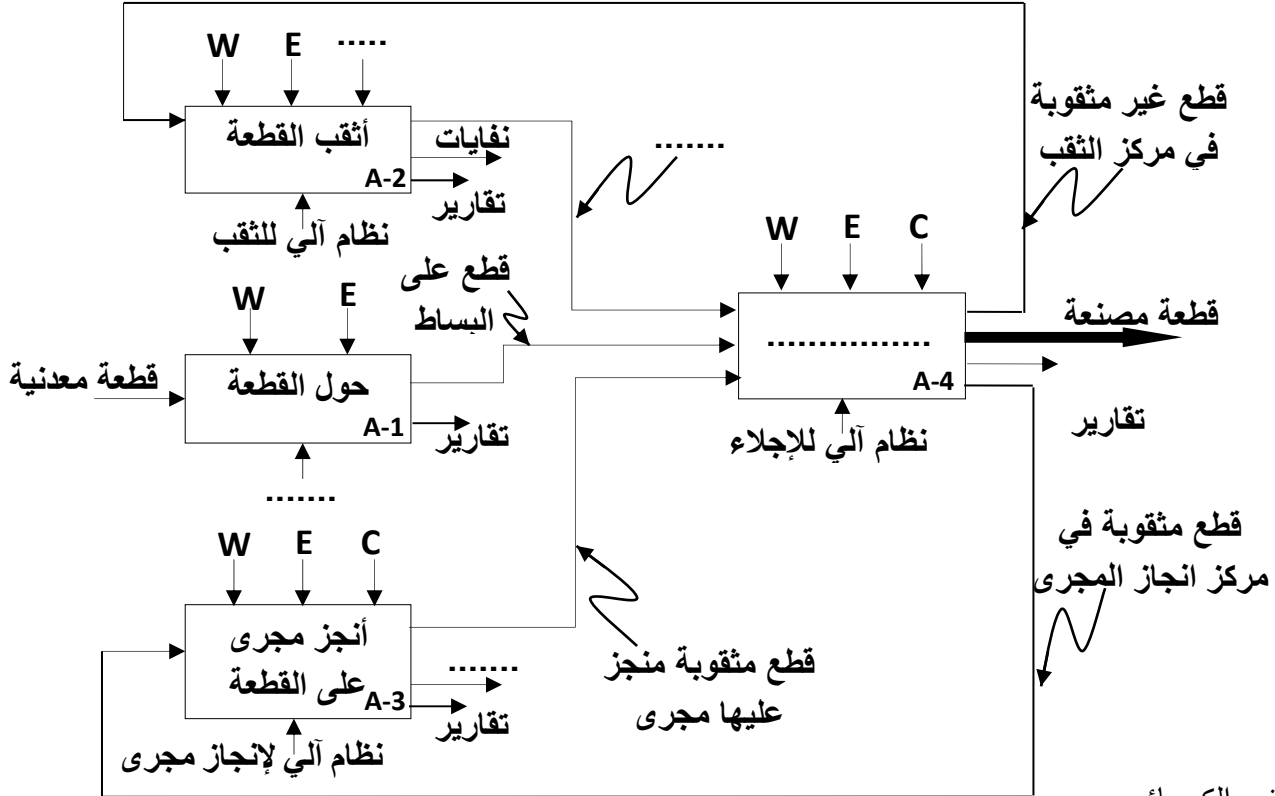 W E .....
أثقب القطعة
A-2
نفايات
تقارير
نظام آلي للثقب
.......
قطع غير مثقوبة
في مركز الثقب
W E
حول القطعة
A-1
قطعة معدنية
تقارير
.......
قطع على
البساط
W E C
................
A-4
قطعة مصنعة
تقارير
نظام آلي للإجلاء
W E C
أنجز مجرى
على القطعة
A-3
.......
تقارير
نظام آلي لإنجاز مجرى
قطع مثقوبة منجز
عليها مجرى
قطع مثقوبة في
مركز انجاز المجرى